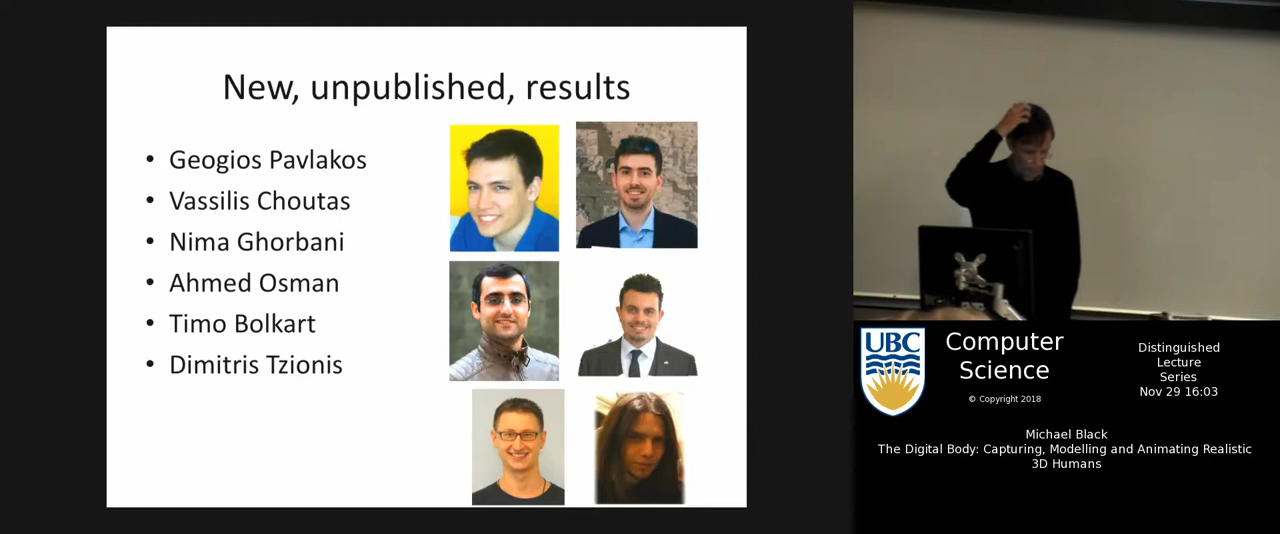 New, unpublished, results
• Geogios Pavlakos
• Vassilis Choutas
• Nima Ghorbani
• Ahmed Osman
• Timo Bolkart
• Dimitris Tzionis
UBC
Computer
Science
© Copyright 2018
Distinguished
Lecture
Series
Nov 29 16:03
Michael Black
The Digital Body: Capturing, Modelling and Animating Realistic
3D Humans